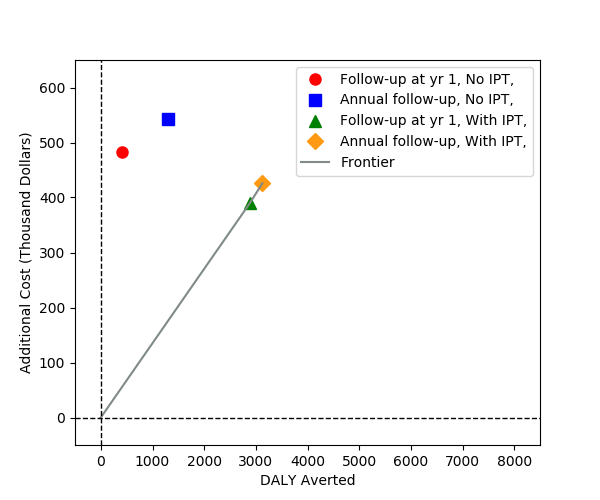 Follow-up at yr 1, No IPT,
Annual follow-up, No IPT,
Follow-up at yr 1, With IPT,
Annual follow-up, With IPT,
Frontier
Additional Cost (Thousand Dollars)
600
500
400
300
200
100
0
0 1000 2000 3000 4000 5000 6000 7000 8000
DALY Averted